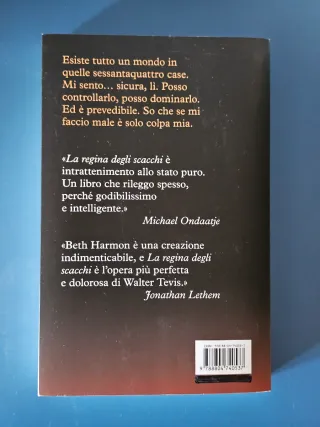 Esiste tutto un mondo in
quelle sessantaquattro case.
Mi sento... sicura, lì. Posso
controllarlo, posso dominarlo.
Ed è prevedibile. So che se mi
faccio male è solo colpa mia.
«La regina degli scacchi è
intrattenimento allo stato puro.
Un libro che rileggo spesso,
perché godibilissimo
e intelligente.»
Michael Ondaatje
«Beth Harmon è una creazione
indimenticabile, e La regina degli
scacchi è l'opera più perfetta
e dolorosa di Walter Tevis.»
Jonathan Lethem
9 788804 740537